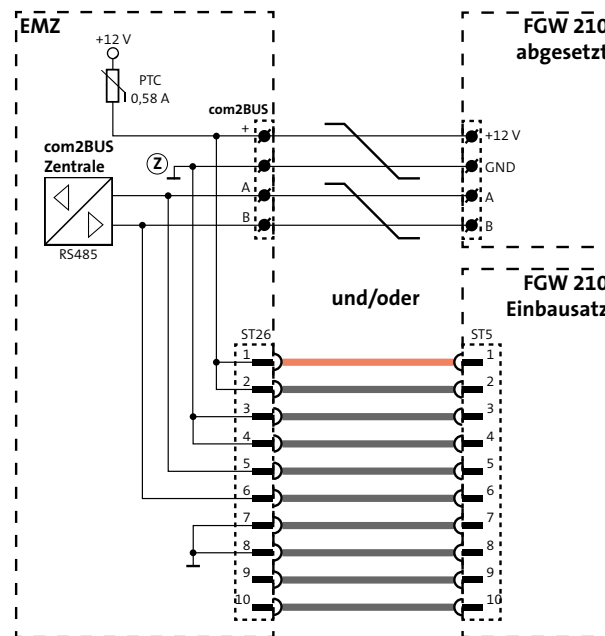 EMZ
+12 V
PTC
0,58 A
com2BUS
com2BUS
Zentrale
RS485
Z
+
A
B
FGW 210
abgesetzt
+12 V
GND
A
B
und/oder
FGW 210
Einbausatz
ST26
1
2
3
4
5
6
7
8
9
10
ST5
1
2
3
4
5
6
7
8
9
10